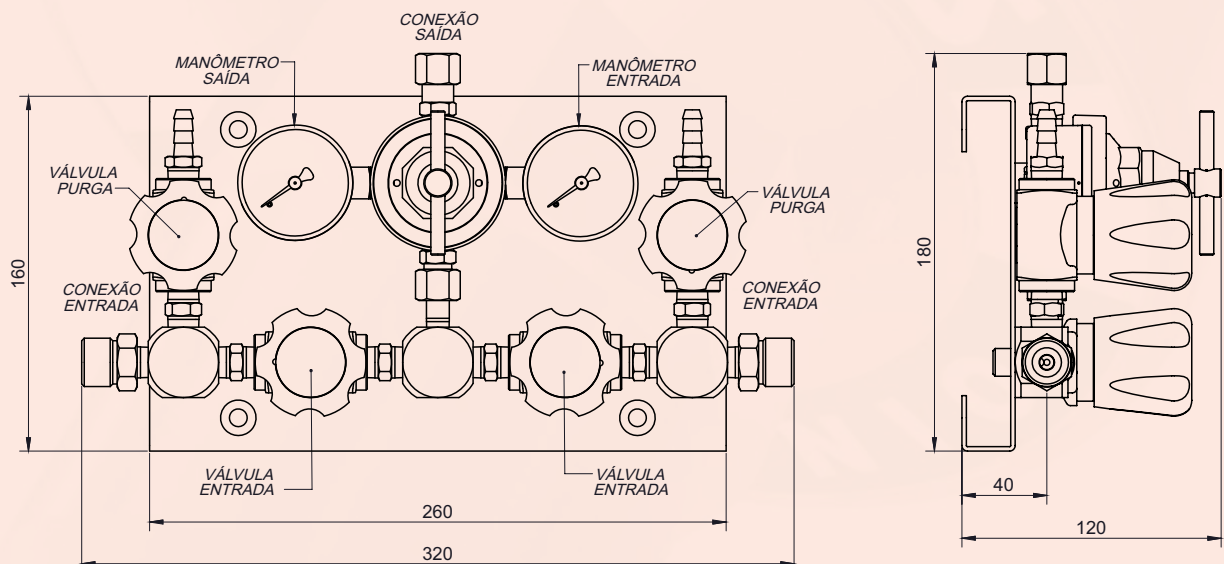 CONEXÃO
SAÍDA
MANÔMETRO
SAÍDA
MANÔMETRO
ENTRADA
VÁLVULA
PURGA
VÁLVULA
PURGA
160
180
CONEXÃO
ENTRADA
CONEXÃO
ENTRADA
VÁLVULA
ENTRADA
VÁLVULA
ENTRADA
40
260
120
320